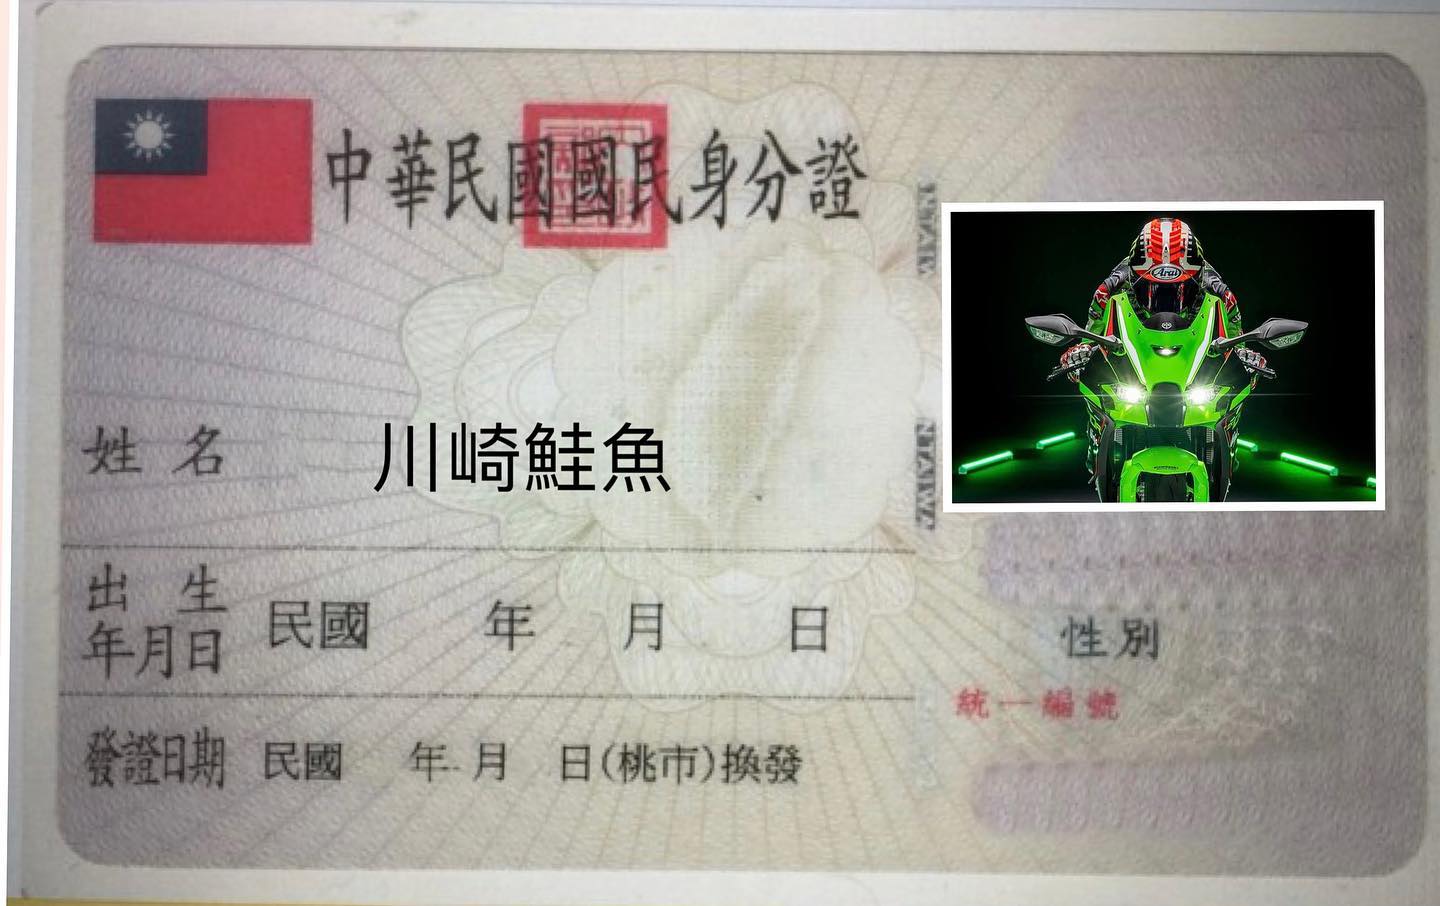 中華民國國民身分證
姓名 川崎鮭魚
出生年月日 民國 年 月 日
性別
統一編號
發證日期 民國 年 月 日(桃市)換發
Arai